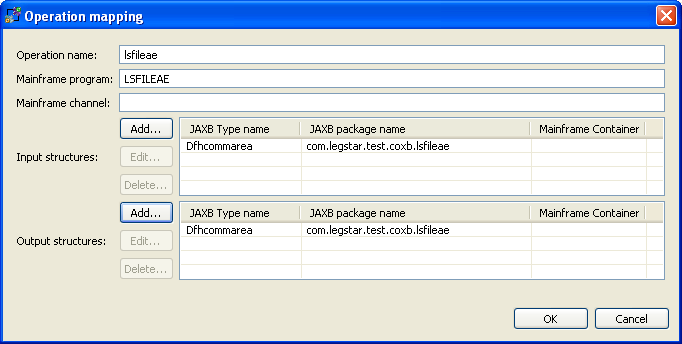 Operation mapping
Operation name: lsfileae
Mainframe program: LSFILEAE
Mainframe channel:
Add...
JAXB Type name JAXB package name Mainframe Container
Dfhcommarea com.legstar.test.coxb.lsfileae
Input structures: Edit...
Delete...
Add...
JAXB Type name JAXB package name Mainframe Container
Dfhcommarea com.legstar.test.coxb.lsfileae
Output structures: Edit...
Delete...
OK Cancel